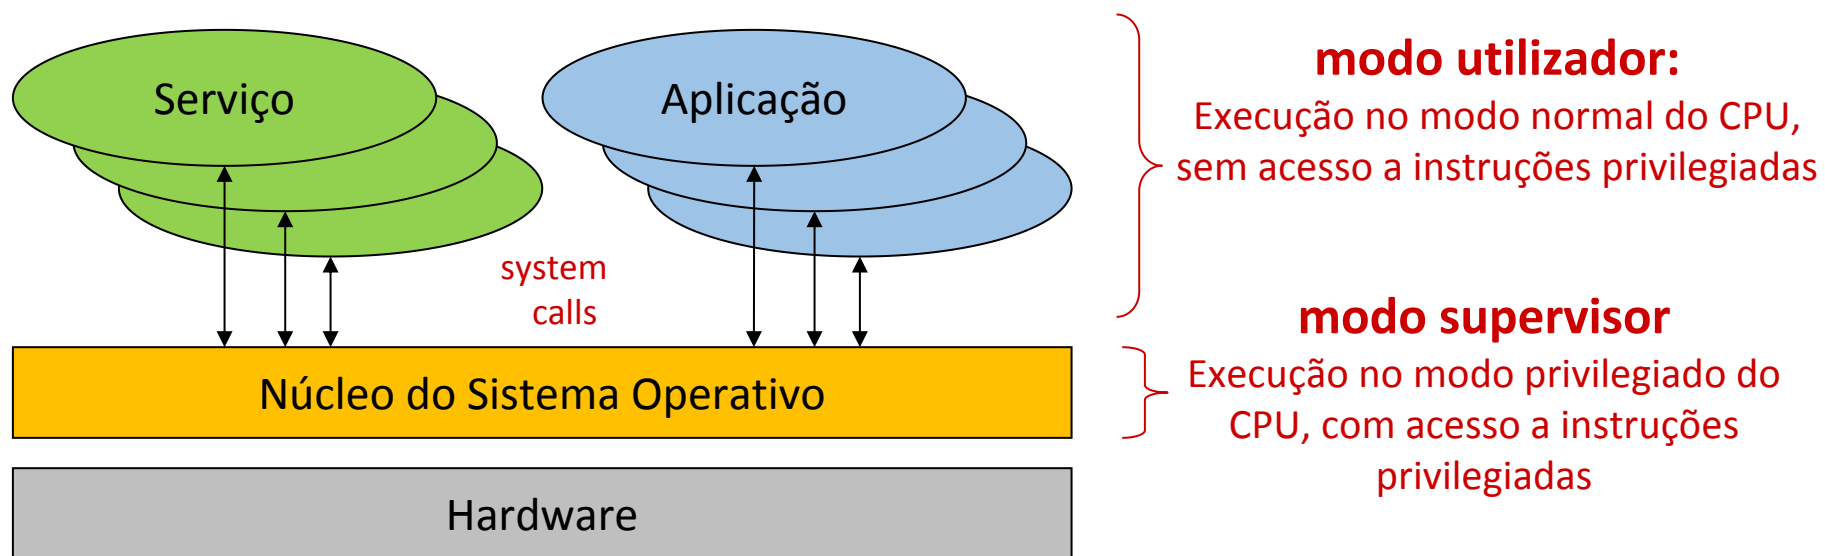 Serviço
Aplicação
system
calls
Núcleo do Sistema Operativo
Hardware
modo utilizador:
Execução no modo normal do CPU,
sem acesso a instruções privilegiadas
modo supervisor
Execução no modo privilegiado do
CPU, com acesso a instruções
privilegiadas